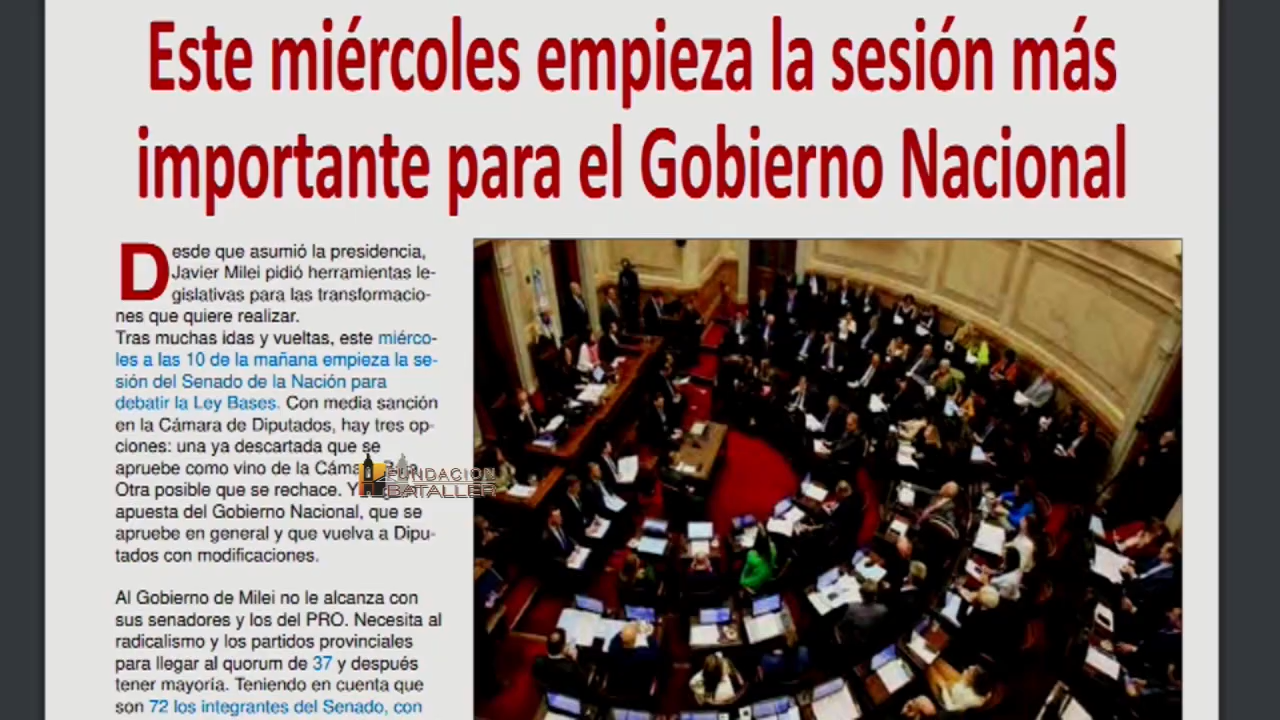 Este miércoles empieza la sesión más
importante para el Gobierno Nacional
Desde que asumió la presidencia,
Javier Milei pidió herramientas le-
gislativas para las transformacio-
nes que quiere realizar.
Tras muchas idas y vueltas, este miérco-
les a las 10 de la mañana empieza la se-
sión del Senado de la Nación para
debatir la Ley Bases. Con media sanción
en la Cámara de Diputados, hay tres op-
ciones: una ya descartada que se
apruebe como vino de la
Otra posible que se rechace. Y
apuesta del Gobierno Nacional, que se
apruebe en general y que vuelva a Dipu-
tados con modificaciones.
FUNDACION
BATALLER
Al Gobierno de Milei no le alcanza con
sus senadores y los del PRO. Necesita al
radicalismo y los partidos provinciales
para llegar al quorum de 37 y después
tener mayoría. Teniendo en cuenta que
son 72 los integrantes del Senado, con